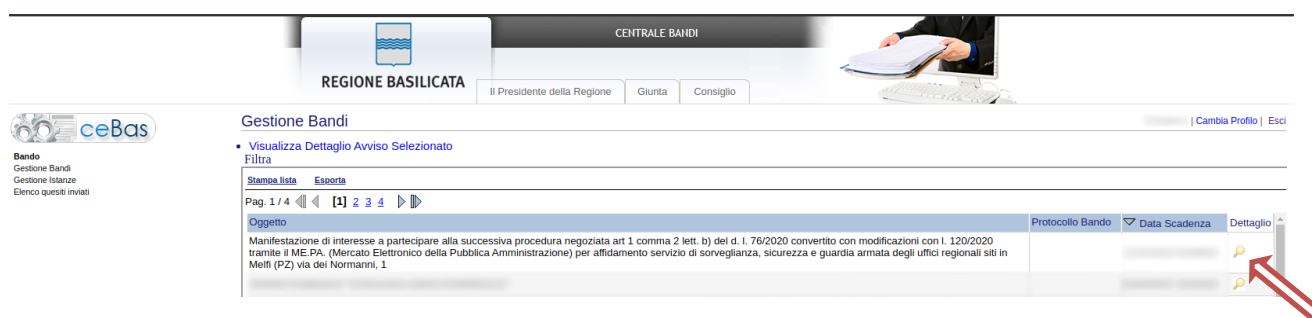 CENTRALE BANDI
REGIONE BASILICATA
Il Presidente della Regione Giunta Consiglio
ceBas
Gestione Bandi
| Cambia Profilo | Esci
Bando
Gestione Bandi
Gestione Istanze
Elenco quesiti inviati
Visualizza Dettaglio Avviso Selezionato
Filtra
Stampa lista Esporta
Pag. 1 / 4 [1] 2 3 4
Oggetto Protocollo Bando Data Scadenza Dettaglio
Manifestazione di interesse a partecipare alla successiva procedura negoziata art 1 comma 2 lett. b) del d. l. 76/2020 convertito con modificazioni con l. 120/2020
tramite il ME.PA. (Mercato Elettronico della Pubblica Amministrazione) per affidamento servizio di sorveglianza, sicurezza e guardia armata degli uffici regionali siti in
Melfi (PZ) via dei Normanni, 1